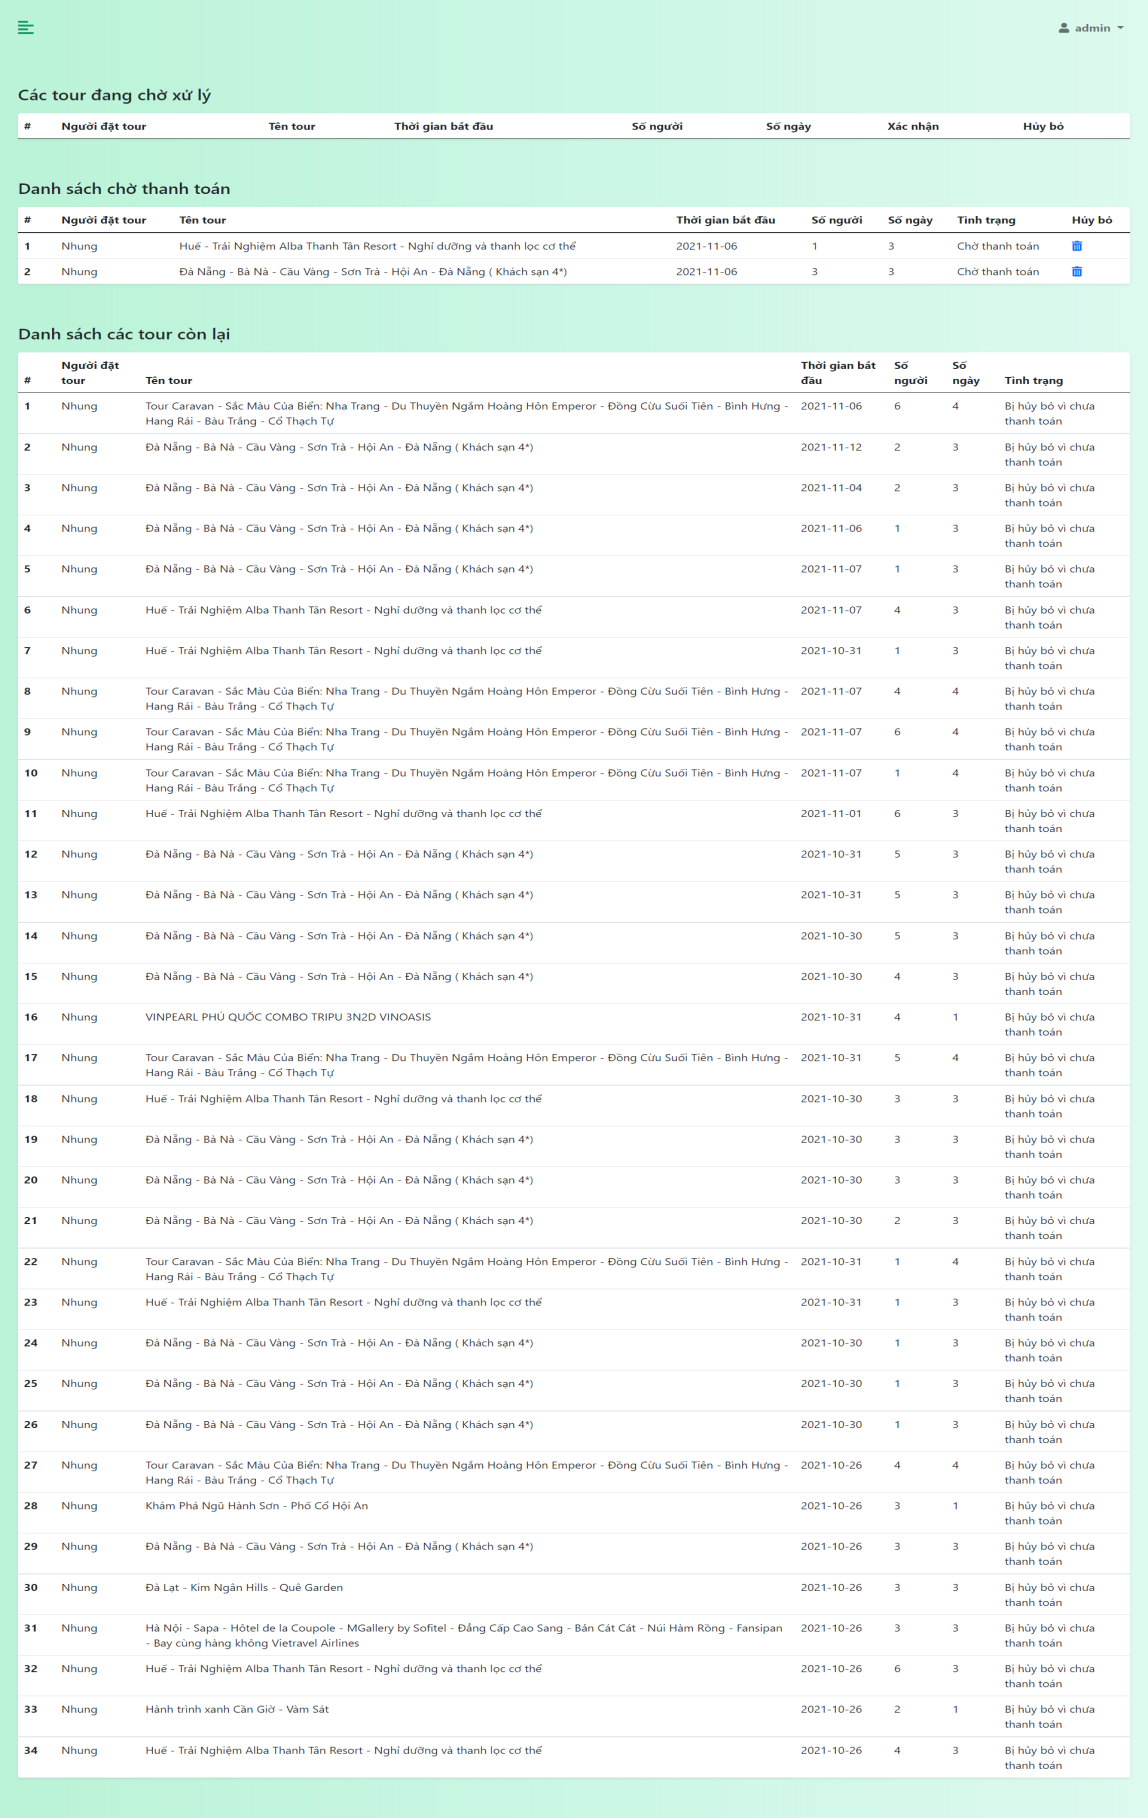 admin
Các tour đang chờ xử lý
# Người đặt tour Tên tour Thời gian bắt đầu Số người Số ngày Xác nhận Hủy bỏ
Danh sách chờ thanh toán
# Người đặt tour Tên tour Thời gian bắt đầu Số người Số ngày Tình trạng Hủy bỏ
1 Nhung Huế - Trải Nghiệm Alba Thanh Tân Resort - Nghỉ dưỡng và thanh lọc cơ thể 2021-11-06 1 3 Chờ thanh toán
2 Nhung Đà Nẵng - Bà Nà - Cầu Vàng - Sơn Trà - Hội An - Đà Nẵng ( Khách sạn 4*) 2021-11-06 3 3 Chờ thanh toán
Danh sách các tour còn lại
Người đặt Thời gian bắt Số Số
# tour Tên tour đầu người ngày Tình trạng
1 Nhung Tour Caravan - Sắc Màu Của Biển: Nha Trang - Du Thuyền Ngắm Hoàng Hôn Emperor - Đồng Cừu Suối Tiên - Bình Hưng - 2021-11-06 6 4 Bị hủy bỏ vì chưa
Hang Rái - Bàu Trắng - Cổ Thạch Tự thanh toán
2 Nhung Đà Nẵng - Bà Nà - Cầu Vàng - Sơn Trà - Hội An - Đà Nẵng ( Khách sạn 4*) 2021-11-12 2 3 Bị hủy bỏ vì chưa
thanh toán
3 Nhung Đà Nẵng - Bà Nà - Cầu Vàng - Sơn Trà - Hội An - Đà Nẵng ( Khách sạn 4*) 2021-11-04 2 3 Bị hủy bỏ vì chưa
thanh toán
4 Nhung Đà Nẵng - Bà Nà - Cầu Vàng - Sơn Trà - Hội An - Đà Nẵng ( Khách sạn 4*) 2021-11-06 1 3 Bị hủy bỏ vì chưa
thanh toán
5 Nhung Đà Nẵng - Bà Nà - Cầu Vàng - Sơn Trà - Hội An - Đà Nẵng ( Khách sạn 4*) 2021-11-07 1 3 Bị hủy bỏ vì chưa
thanh toán
6 Nhung Huế - Trải Nghiệm Alba Thanh Tân Resort - Nghỉ dưỡng và thanh lọc cơ thể 2021-11-07 4 3 Bị hủy bỏ vì chưa
thanh toán
7 Nhung Huế - Trải Nghiệm Alba Thanh Tân Resort - Nghỉ dưỡng và thanh lọc cơ thể 2021-10-31 1 3 Bị hủy bỏ vì chưa
thanh toán
8 Nhung Tour Caravan - Sắc Màu Của Biển: Nha Trang - Du Thuyền Ngắm Hoàng Hôn Emperor - Đồng Cừu Suối Tiên - Bình Hưng - 2021-11-07 4 4 Bị hủy bỏ vì chưa
Hang Rái - Bàu Trắng - Cổ Thạch Tự thanh toán
9 Nhung Tour Caravan - Sắc Màu Của Biển: Nha Trang - Du Thuyền Ngắm Hoàng Hôn Emperor - Đồng Cừu Suối Tiên - Bình Hưng - 2021-11-07 6 4 Bị hủy bỏ vì chưa
Hang Rái - Bàu Trắng - Cổ Thạch Tự thanh toán
10 Nhung Tour Caravan - Sắc Màu Của Biển: Nha Trang - Du Thuyền Ngắm Hoàng Hôn Emperor - Đồng Cừu Suối Tiên - Bình Hưng - 2021-11-07 1 4 Bị hủy bỏ vì chưa
Hang Rái - Bàu Trắng - Cổ Thạch Tự thanh toán
11 Nhung Huế - Trải Nghiệm Alba Thanh Tân Resort - Nghỉ dưỡng và thanh lọc cơ thể 2021-11-01 6 3 Bị hủy bỏ vì chưa
thanh toán
12 Nhung Đà Nẵng - Bà Nà - Cầu Vàng - Sơn Trà - Hội An - Đà Nẵng ( Khách sạn 4*) 2021-10-31 5 3 Bị hủy bỏ vì chưa
thanh toán
13 Nhung Đà Nẵng - Bà Nà - Cầu Vàng - Sơn Trà - Hội An - Đà Nẵng ( Khách sạn 4*) 2021-10-31 5 3 Bị hủy bỏ vì chưa
thanh toán
14 Nhung Đà Nẵng - Bà Nà - Cầu Vàng - Sơn Trà - Hội An - Đà Nẵng ( Khách sạn 4*) 2021-10-30 5 3 Bị hủy bỏ vì chưa
thanh toán
15 Nhung Đà Nẵng - Bà Nà - Cầu Vàng - Sơn Trà - Hội An - Đà Nẵng ( Khách sạn 4*) 2021-10-30 4 3 Bị hủy bỏ vì chưa
thanh toán
16 Nhung VINPEARL PHÚ QUỐC COMBO TRIPU 3N2D VINOASIS 2021-10-31 4 1 Bị hủy bỏ vì chưa
thanh toán
17 Nhung Tour Caravan - Sắc Màu Của Biển: Nha Trang - Du Thuyền Ngắm Hoàng Hôn Emperor - Đồng Cừu Suối Tiên - Bình Hưng - 2021-10-31 5 4 Bị hủy bỏ vì chưa
Hang Rái - Bàu Trắng - Cổ Thạch Tự thanh toán
18 Nhung Huế - Trải Nghiệm Alba Thanh Tân Resort - Nghỉ dưỡng và thanh lọc cơ thể 2021-10-30 3 3 Bị hủy bỏ vì chưa
thanh toán
19 Nhung Đà Nẵng - Bà Nà - Cầu Vàng - Sơn Trà - Hội An - Đà Nẵng ( Khách sạn 4*) 2021-10-30 3 3 Bị hủy bỏ vì chưa
thanh toán
20 Nhung Đà Nẵng - Bà Nà - Cầu Vàng - Sơn Trà - Hội An - Đà Nẵng ( Khách sạn 4*) 2021-10-30 3 3 Bị hủy bỏ vì chưa
thanh toán
21 Nhung Đà Nẵng - Bà Nà - Cầu Vàng - Sơn Trà - Hội An - Đà Nẵng ( Khách sạn 4*) 2021-10-30 2 3 Bị hủy bỏ vì chưa
thanh toán
22 Nhung Tour Caravan - Sắc Màu Của Biển: Nha Trang - Du Thuyền Ngắm Hoàng Hôn Emperor - Đồng Cừu Suối Tiên - Bình Hưng - 2021-10-31 1 4 Bị hủy bỏ vì chưa
Hang Rái - Bàu Trắng - Cổ Thạch Tự thanh toán
23 Nhung Huế - Trải Nghiệm Alba Thanh Tân Resort - Nghỉ dưỡng và thanh lọc cơ thể 2021-10-31 1 3 Bị hủy bỏ vì chưa
thanh toán
24 Nhung Đà Nẵng - Bà Nà - Cầu Vàng - Sơn Trà - Hội An - Đà Nẵng ( Khách sạn 4*) 2021-10-30 1 3 Bị hủy bỏ vì chưa
thanh toán
25 Nhung Đà Nẵng - Bà Nà - Cầu Vàng - Sơn Trà - Hội An - Đà Nẵng ( Khách sạn 4*) 2021-10-30 1 3 Bị hủy bỏ vì chưa
thanh toán
26 Nhung Đà Nẵng - Bà Nà - Cầu Vàng - Sơn Trà - Hội An - Đà Nẵng ( Khách sạn 4*) 2021-10-30 1 3 Bị hủy bỏ vì chưa
thanh toán
27 Nhung Tour Caravan - Sắc Màu Của Biển: Nha Trang - Du Thuyền Ngắm Hoàng Hôn Emperor - Đồng Cừu Suối Tiên - Bình Hưng - 2021-10-26 4 4 Bị hủy bỏ vì chưa
Hang Rái - Bàu Trắng - Cổ Thạch Tự thanh toán
28 Nhung Khám Phá Ngũ Hành Sơn - Phố Cổ Hội An 2021-10-26 3 1 Bị hủy bỏ vì chưa
thanh toán
29 Nhung Đà Nẵng - Bà Nà - Cầu Vàng - Sơn Trà - Hội An - Đà Nẵng ( Khách sạn 4*) 2021-10-26 3 3 Bị hủy bỏ vì chưa
thanh toán
30 Nhung Đà Lạt - Kim Ngân Hills - Quê Garden 2021-10-26 3 3 Bị hủy bỏ vì chưa
thanh toán
31 Nhung Hà Nội - Sapa - Hôtel de la Coupole - MGallery by Sofitel - Đẳng Cấp Cao Sang - Bản Cát Cát - Núi Hàm Rồng - Fansipan 2021-10-26 3 3 Bị hủy bỏ vì chưa
- Bay cùng hàng không Vietravel Airlines thanh toán
32 Nhung Huế - Trải Nghiệm Alba Thanh Tân Resort - Nghỉ dưỡng và thanh lọc cơ thể 2021-10-26 6 3 Bị hủy bỏ vì chưa
thanh toán
33 Nhung Hành trình xanh Cần Giờ - Vàm Sát 2021-10-26 2 1 Bị hủy bỏ vì chưa
thanh toán
34 Nhung Huế - Trải Nghiệm Alba Thanh Tân Resort - Nghỉ dưỡng và thanh lọc cơ thể 2021-10-26 4 3 Bị hủy bỏ vì chưa
thanh toán